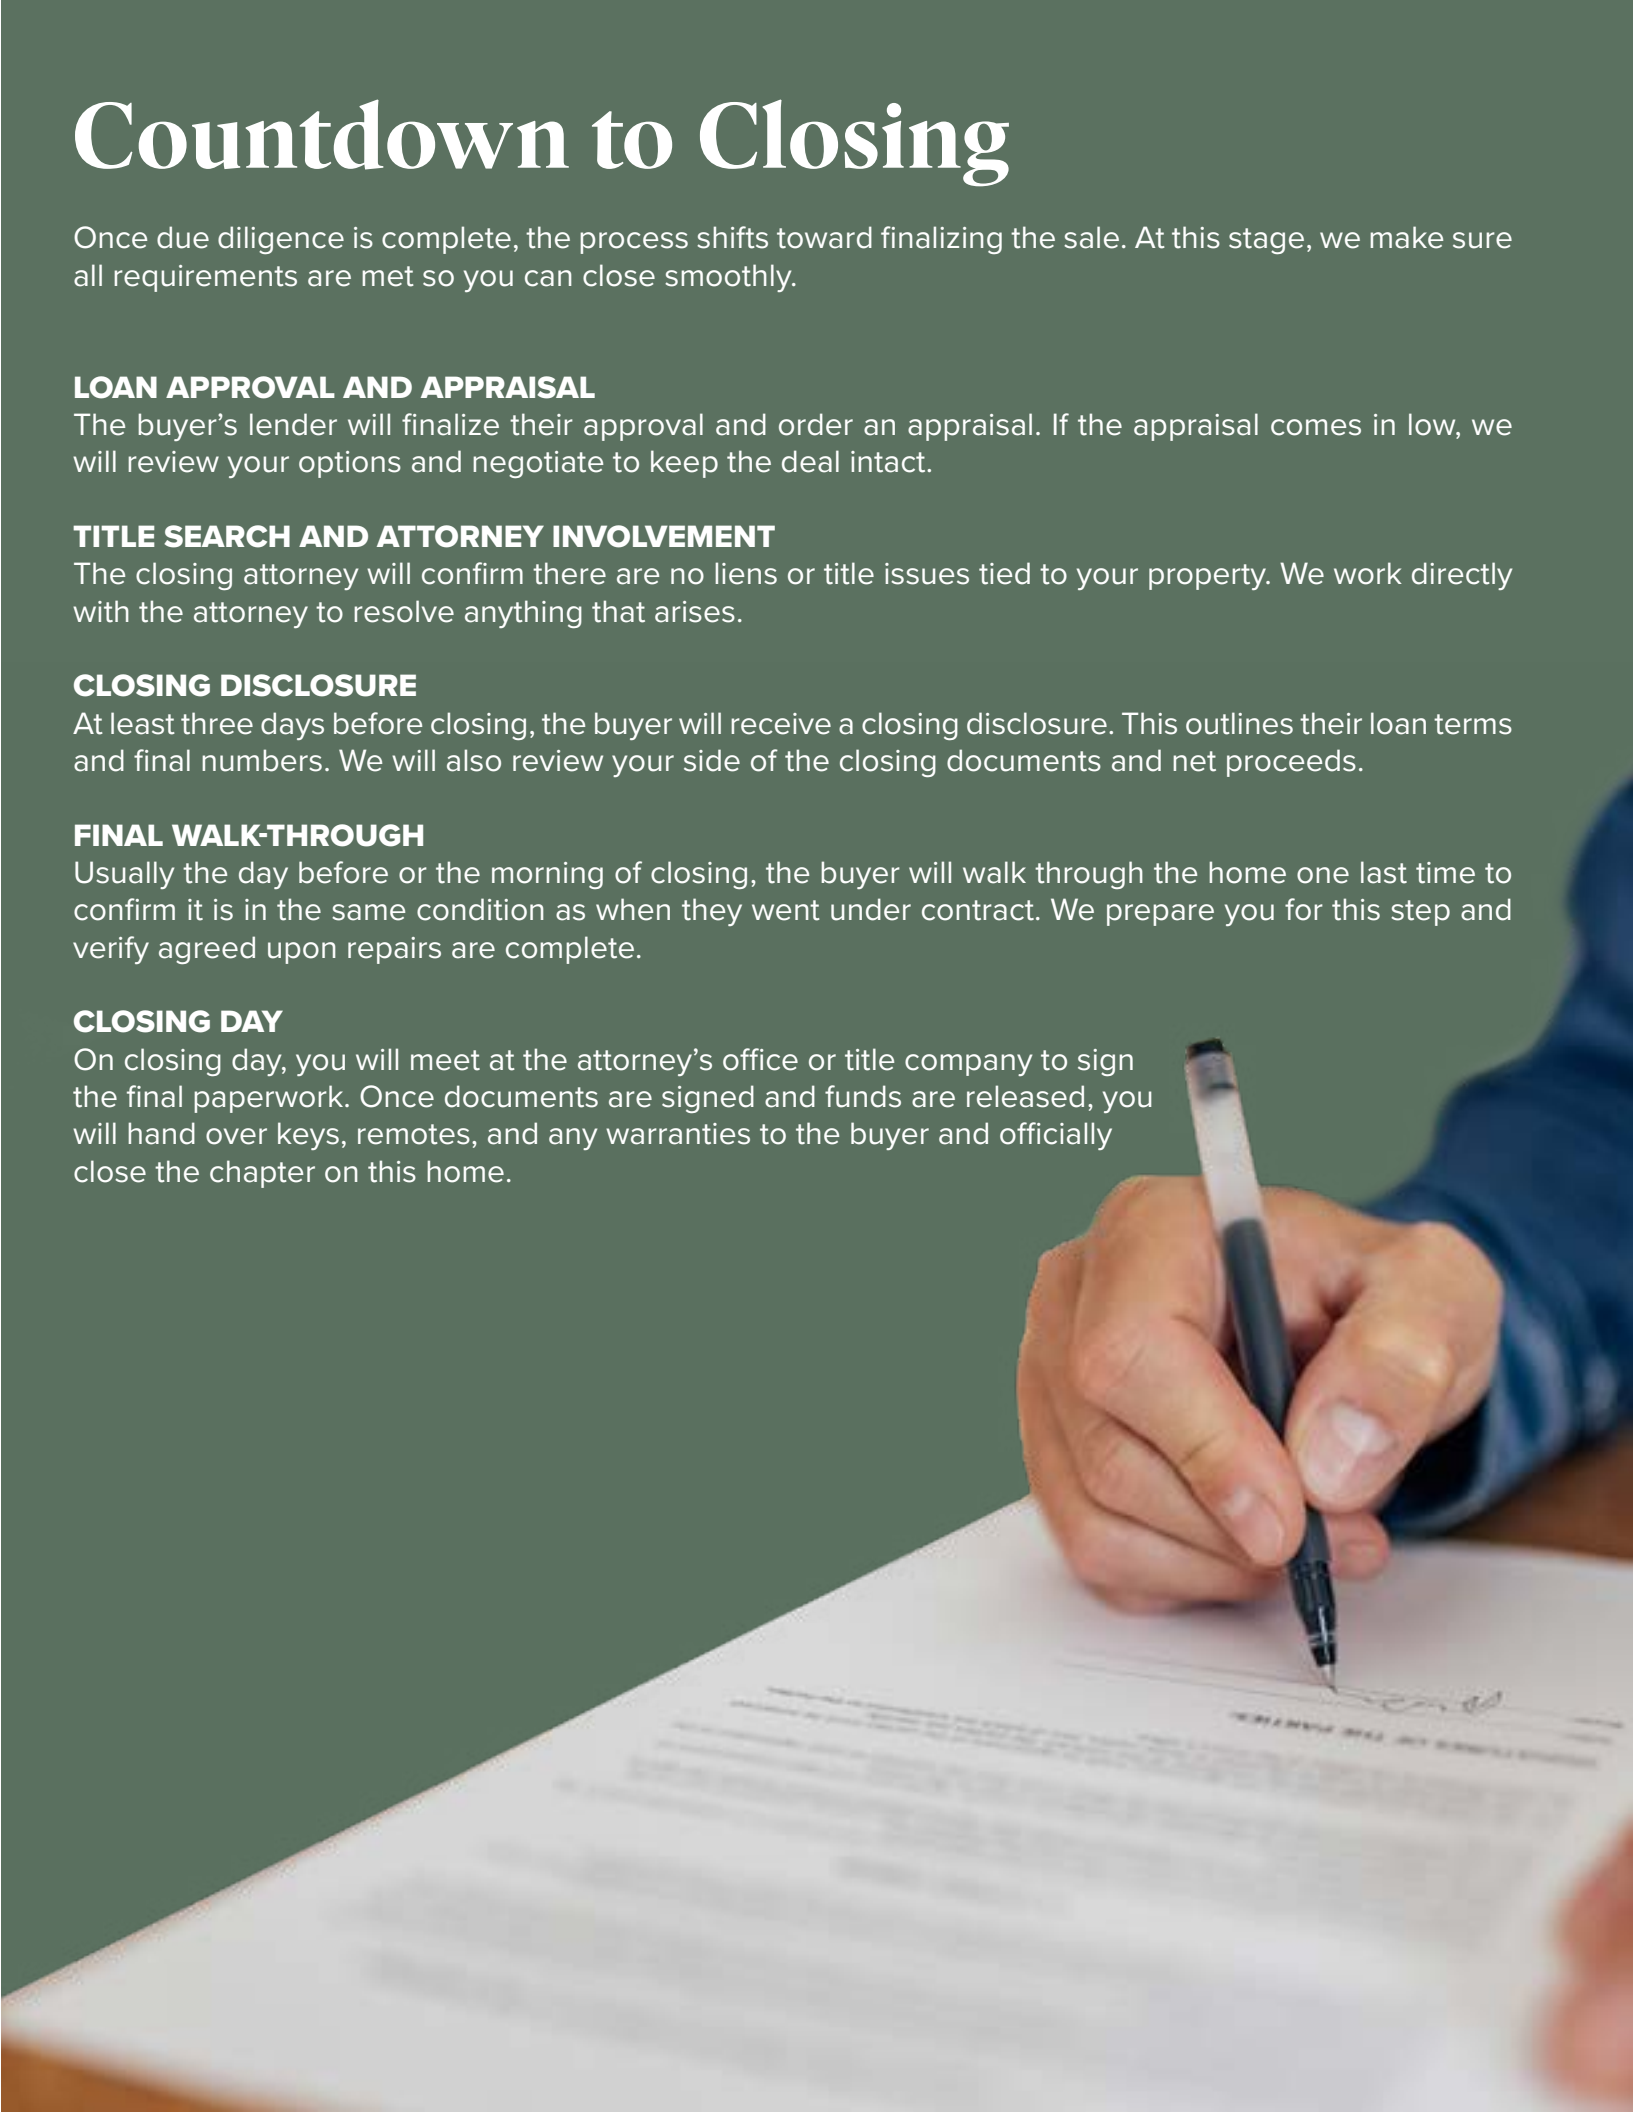 Countdown to Closing
Once due diligence is complete, the process shifts toward finalizing the sale. At this stage, we make sure
all requirements are met so you can close smoothly.
LOAN APPROVAL AND APPRAISAL
The buyer’s lender will finalize their approval and order an appraisal. If the appraisal comes in low, we
will review your options and negotiate to keep the deal intact.
TITLE SEARCH AND ATTORNEY INVOLVEMENT
The closing attorney will confirm there are no liens or title issues tied to your property. We work directly
with the attorney to resolve anything that arises.
CLOSING DISCLOSURE
At least three days before closing, the buyer will receive a closing disclosure. This outlines their loan terms
and final numbers. We will also review your side of the closing documents and net proceeds.
FINAL WALK-THROUGH
Usually the day before or the morning of closing, the buyer will walk through the home one last time to
confirm it is in the same condition as when they went under contract. We prepare you for this step and
verify agreed upon repairs are complete.
CLOSING DAY
On closing day, you will meet at the attorney’s office or title company to sign
the final paperwork. Once documents are signed and funds are released, you
will hand over keys, remotes, and any warranties to the buyer and officially
close the chapter on this home.
OF THE PARTIES